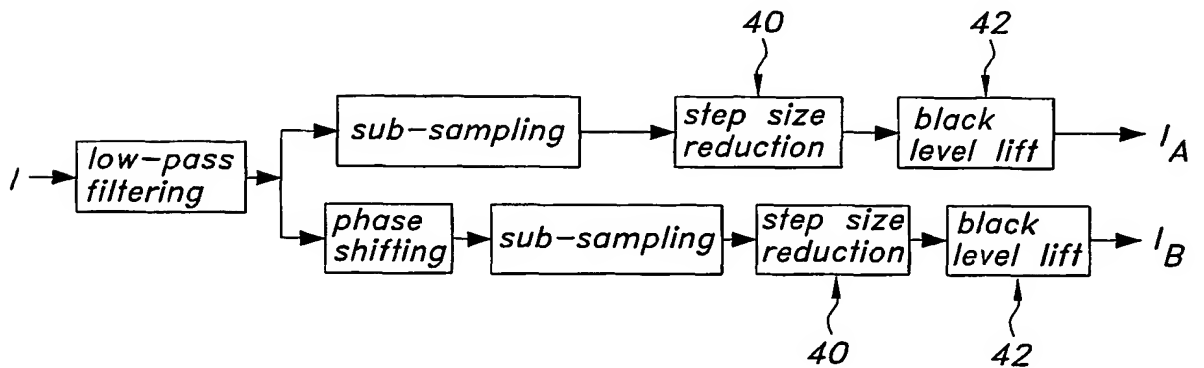 40
42
sub-sampling
step size
reduction
black
level lift
I_A
I
low-pass
filtering
phase
shifting
sub-sampling
step size
reduction
black
level lift
I_B
40
42